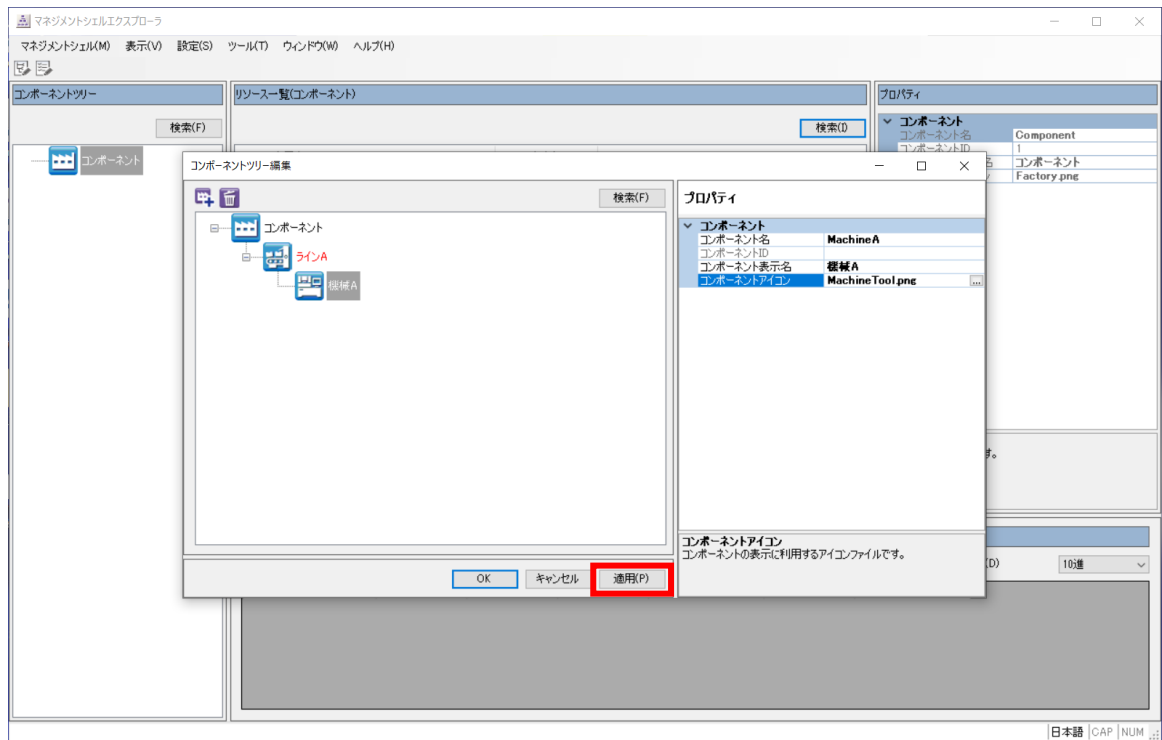 マネジメントシェルエクスプローラ
マネジメントシェル(M) 表示(V) 設定(S) ツール(T) ウィンドウ(W) ヘルプ(H)
コンポーネントツリー
検索(F)
コンポーネント
リソース一覧(コンポーネント)
検索(I)
プロパティ
コンポーネント
コンポーネント名 Component
コンポーネントID 1
コンポーネント
Factory.png
す。
(D) 10進
コンポーネントツリー編集
検索(F)
コンポーネント
ラインA
機械A
OK キャンセル 適用(P)
プロパティ
コンポーネント
コンポーネント名 MachineA
コンポーネントID
コンポーネント表示名 機械A
コンポーネントアイコン MachineTool.png ...
コンポーネントアイコン
コンポーネントの表示に利用するアイコンファイルです。
日本語 CAP NUM